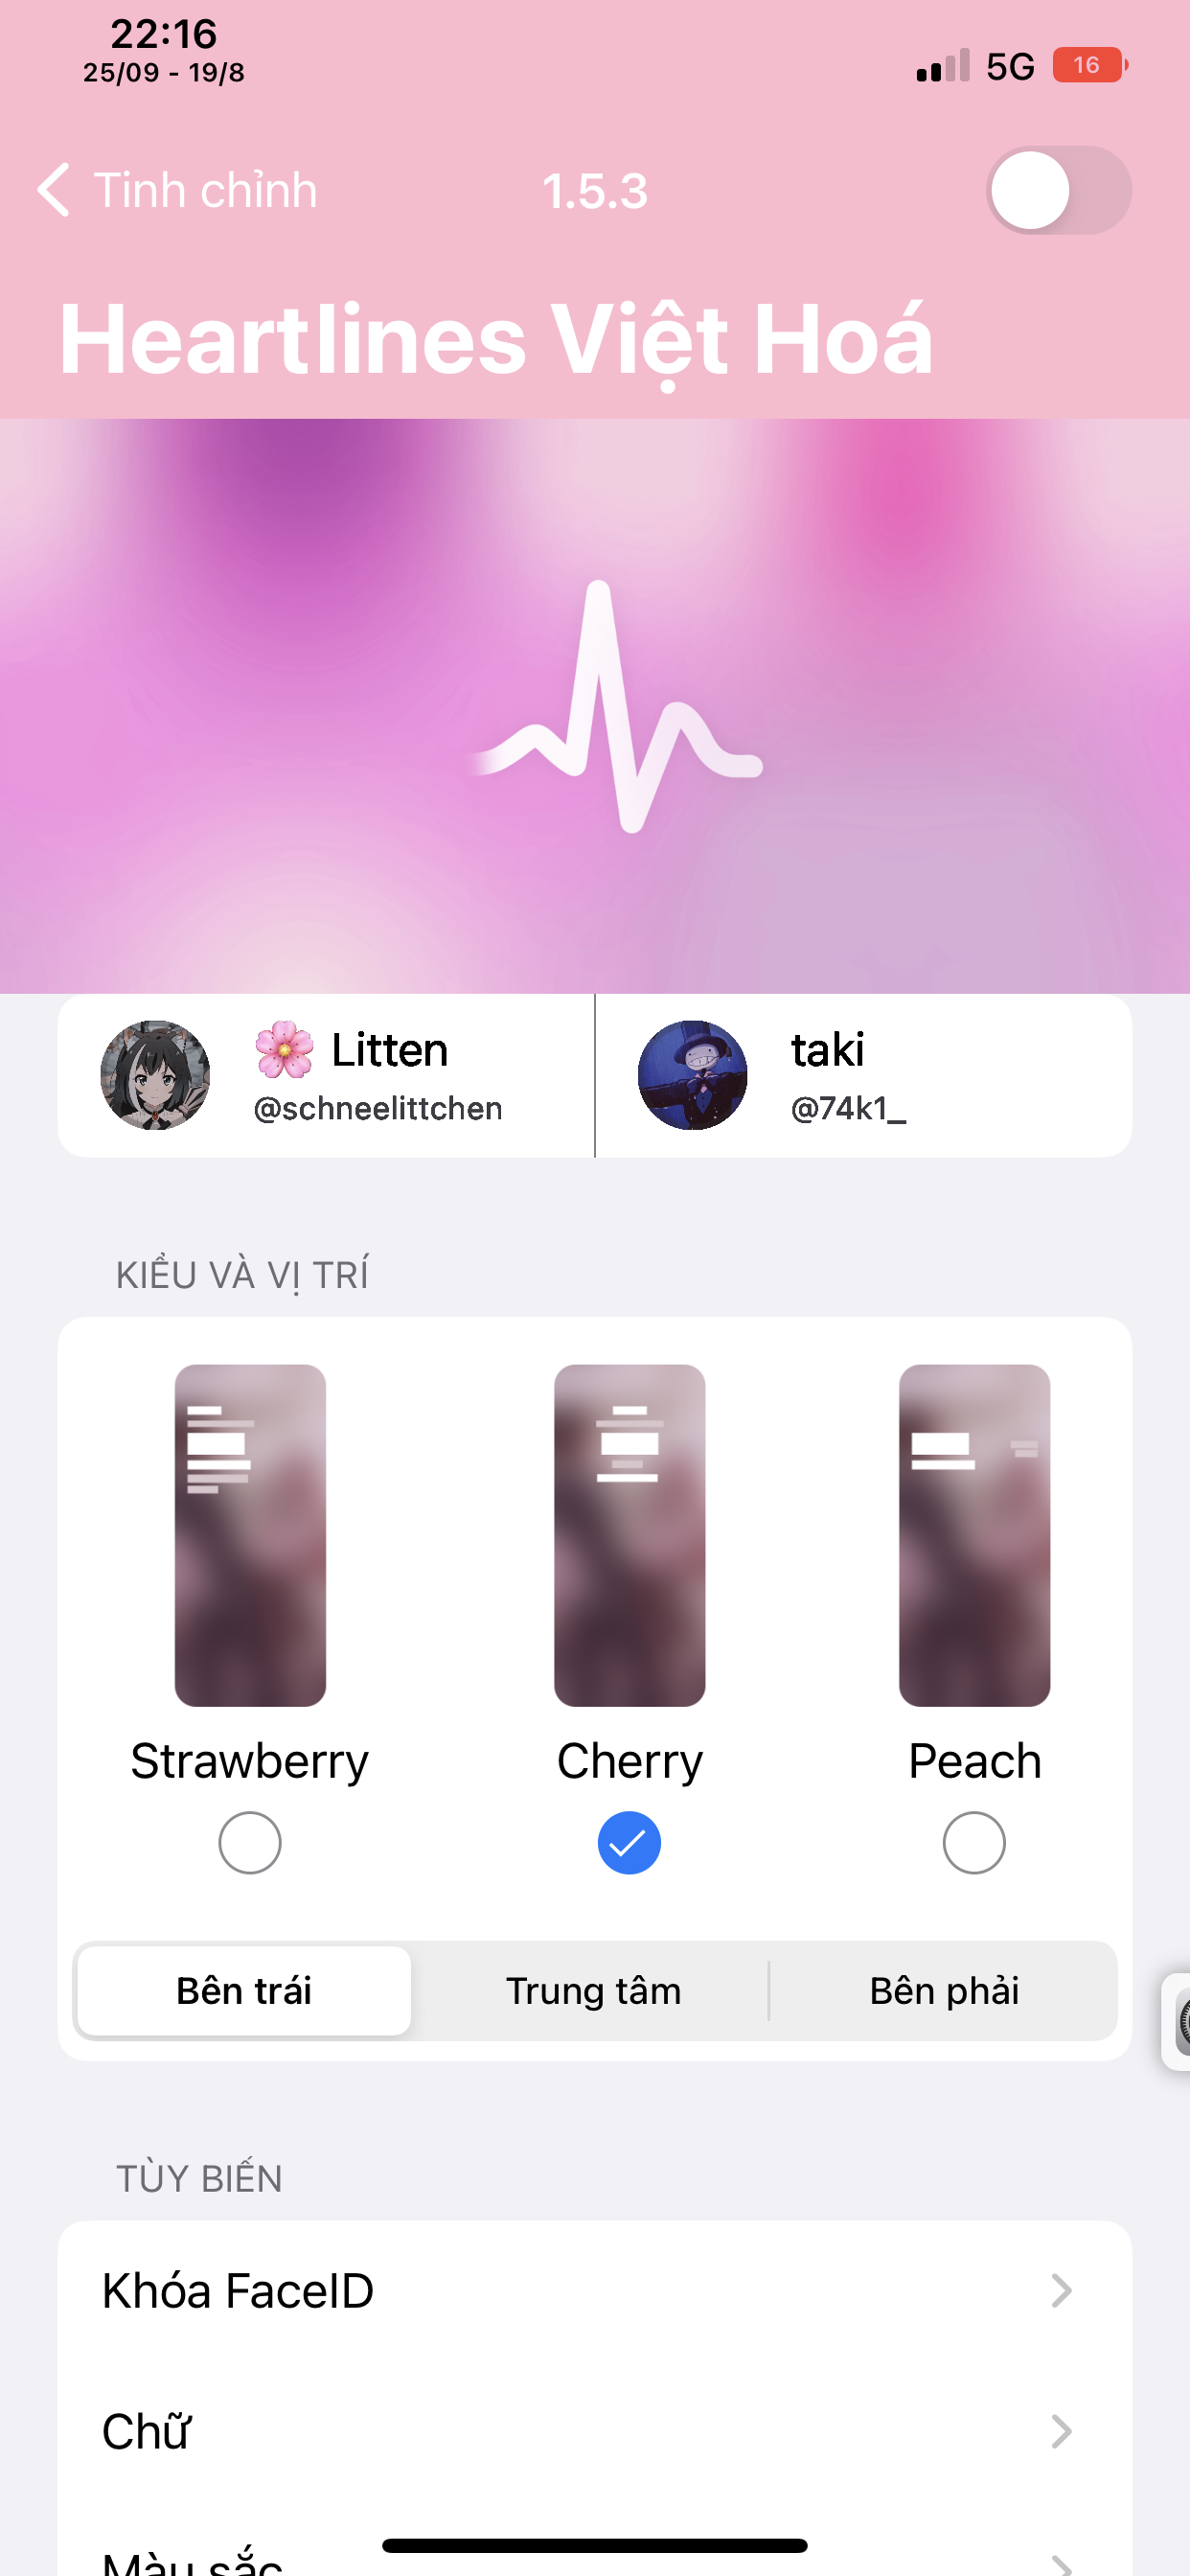 22:16
25/09 - 19/8
5G
16
Tinh chỉnh
1.5.3
Heartlines Việt Hoá
🌸 Litten
@schneelittchen
taki
@74k1_
KIỂU VÀ VỊ TRÍ
Strawberry
Cherry
Peach
Bên trái
Trung tâm
Bên phải
TÙY BIẾN
Khóa FaceID
Chữ
Màu sắc